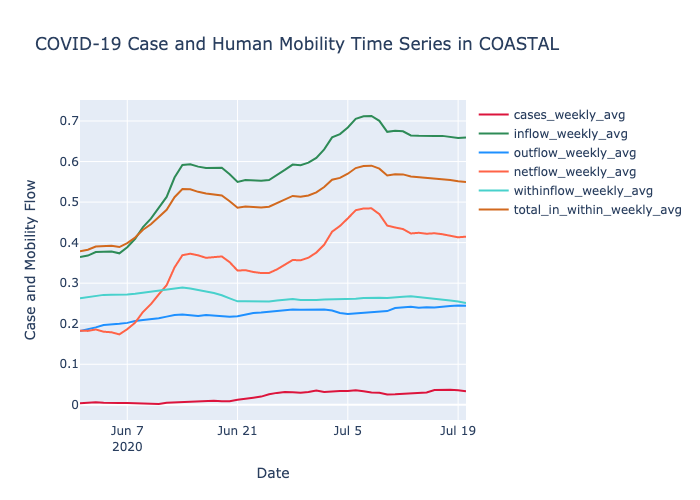 COVID-19 Case and Human Mobility Time Series in COASTAL
cases_weekly_avg
inflow_weekly_avg
outflow_weekly_avg
netflow_weekly_avg
withinflow_weekly_avg
total_in_within_weekly_avg
Case and Mobility Flow
0.7
0.6
0.5
0.4
0.3
0.2
0.1
0
Jun 7
2020
Jun 21
Jul 5
Jul 19
Date